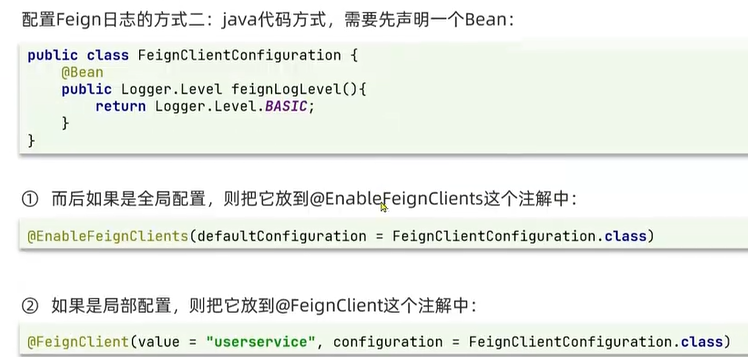 配置Feign日志的方式二：java代码方式，需要先声明一个Bean：
public class FeignClientConfiguration {
    @Bean
    public Logger.Level feignLogLevel(){
        return Logger.Level.BASIC;
    }
}
① 而后如果是全局配置，则把它放到@EnableFeignClients这个注解中：
@EnableFeignClients(defaultConfiguration = FeignClientConfiguration.class)
② 如果是局部配置，则把它放到@FeignClient这个注解中：
@FeignClient(value = "userservice", configuration = FeignClientConfiguration.class)